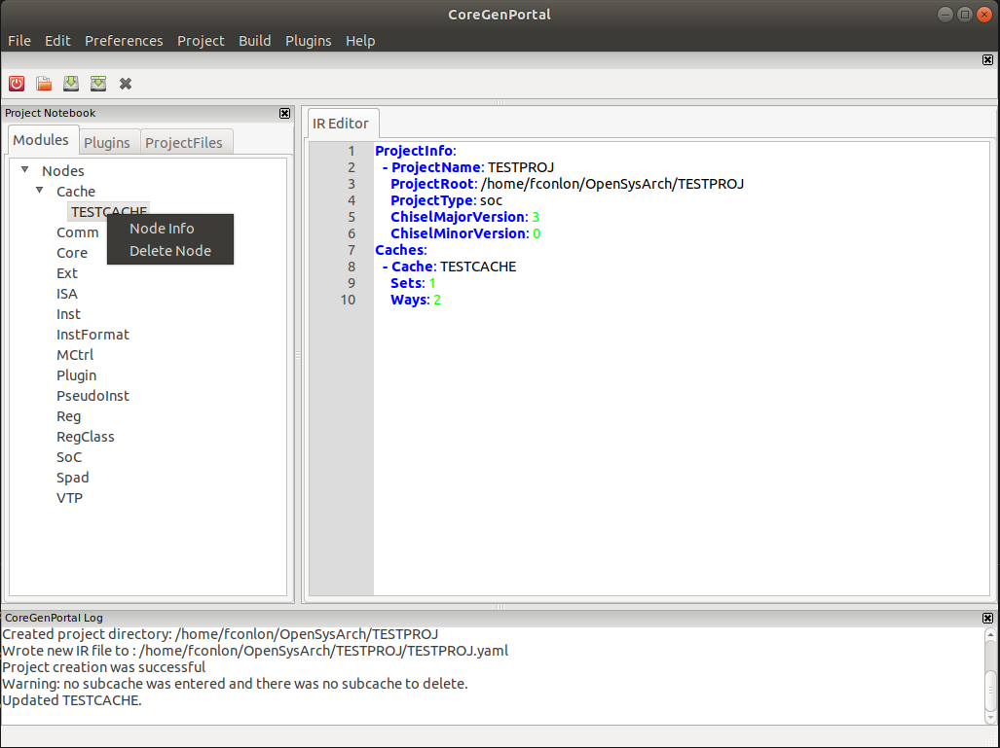 CoreGenPortal
File Edit Preferences Project Build Plugins Help
Project Notebook
Modules Plugins ProjectFiles
Nodes
Cache
TESTCACHE
Node Info
Delete Node
Comm
Core
Ext
ISA
Inst
InstFormat
MCtrl
Plugin
PseudoInst
Reg
RegClass
SoC
Spad
VTP
IR Editor
1 ProjectInfo:
2 - ProjectName: TESTPROJ
3 ProjectRoot: /home/fconlon/OpenSysArch/TESTPROJ
4 ProjectType: soc
5 ChiselMajorVersion: 3
6 ChiselMinorVersion: 0
7 Caches:
8 - Cache: TESTCACHE
9 Sets: 1
10 Ways: 2
CoreGenPortal Log
Created project directory: /home/fconlon/OpenSysArch/TESTPROJ
Wrote new IR file to : /home/fconlon/OpenSysArch/TESTPROJ/TESTPROJ.yaml
Project creation was successful
Warning: no subcache was entered and there was no subcache to delete.
Updated TESTCACHE.